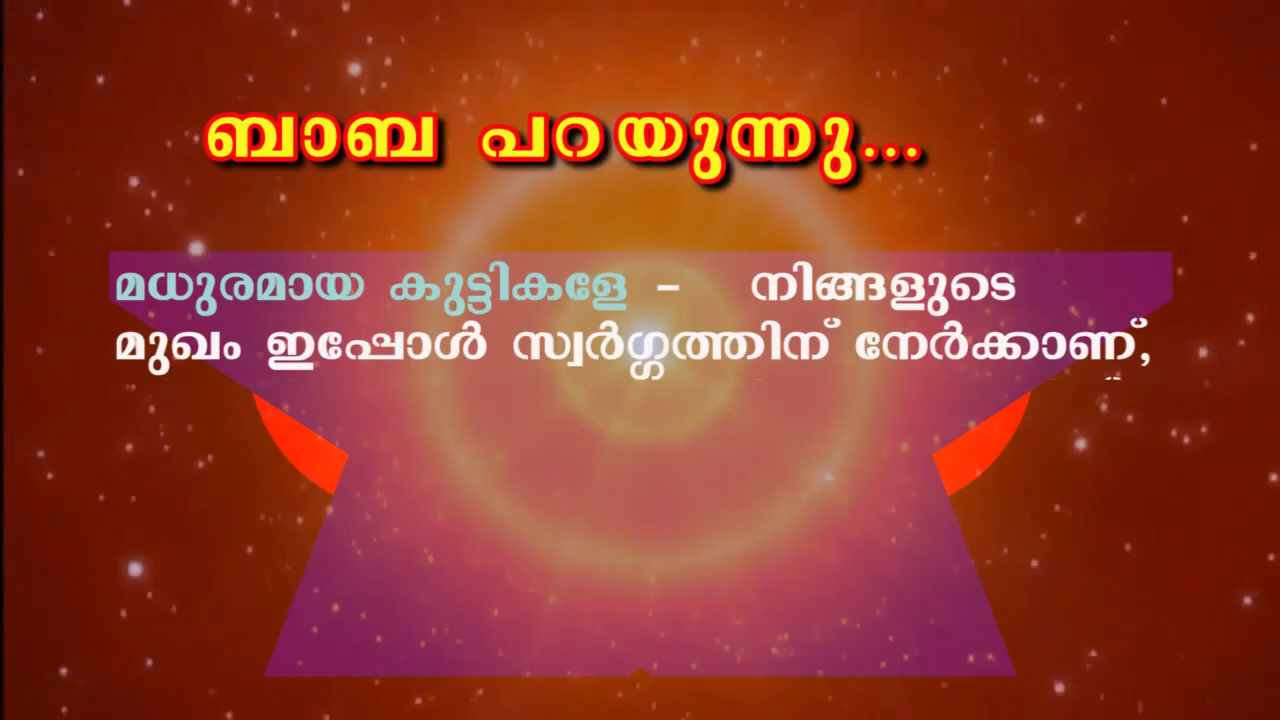 ബാബ പറയുന്നു...
മധുരമായ കുട്ടികളേ - നിങ്ങളുടെ
മുഖം ഇപ്പോൾ സ്വർഗ്ഗത്തിന് നേർക്കാണ്,